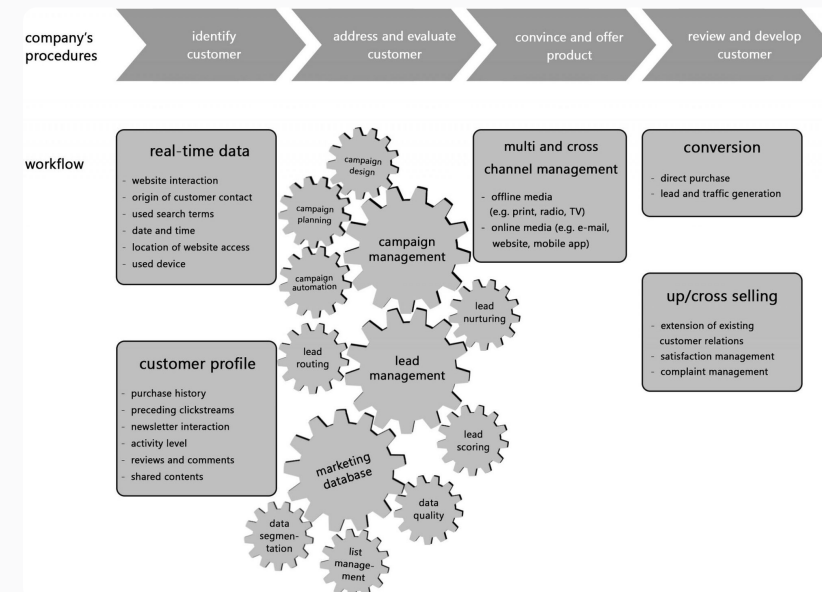 company's
procedures
identify
customer
address and evaluate
customer
convince and offer
product
review and develop
customer
workflow
real-time data
- website interaction
- origin of customer contact
- used search terms
- date and time
- location of website access
- used device
customer profile
- purchase history
- preceding clickstreams
- newsletter interaction
- activity level
- reviews and comments
- shared contents
campaign
design
campaign
planning
campaign
management
campaign
automation
lead
nurturing
lead
routing
lead
management
lead
scoring
marketing
database
data
quality
data
segmen-
tation
list
manage-
ment
multi and cross
channel management
- offline media
(e.g. print, radio, TV)
- online media (e.g. e-mail,
website, mobile app)
conversion
- direct purchase
- lead and traffic generation
up/cross selling
- extension of existing
customer relations
- satisfaction management
- complaint management